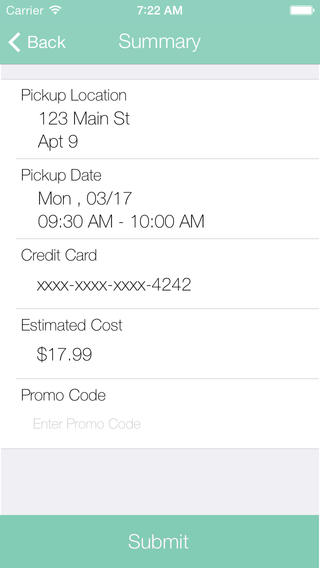 Carrier 7:22 AM
Back Summary
Pickup Location
123 Main St
Apt 9
Pickup Date
Mon , 03/17
09:30 AM - 10:00 AM
Credit Card
xxxx-xxxx-xxxx-4242
Estimated Cost
$17.99
Promo Code
Enter Promo Code
Submit